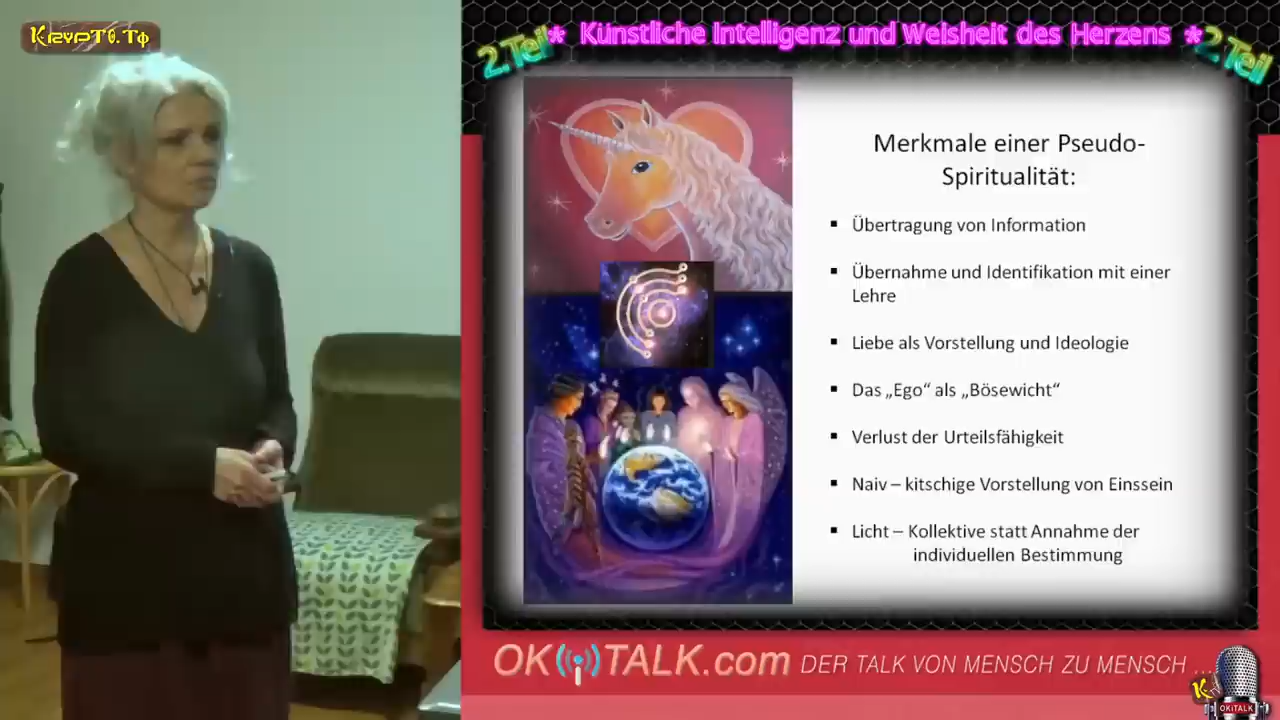 KryptΘ.TΦ
2.Teil* Künstliche Intelligenz und Weisheit des Herzens *2.Teil
Merkmale einer Pseudo-
Spiritualität:
▪ Übertragung von Information
▪ Übernahme und Identifikation mit einer
Lehre
▪ Liebe als Vorstellung und Ideologie
▪ Das „Ego“ als „Bösewicht“
▪ Verlust der Urteilsfähigkeit
▪ Naiv – kitschige Vorstellung von Einssein
▪ Licht – Kollektive statt Annahme der
individuellen Bestimmung
OKiTALK.com DER TALK VON MENSCH ZU MENSCH ...
OKiTALK